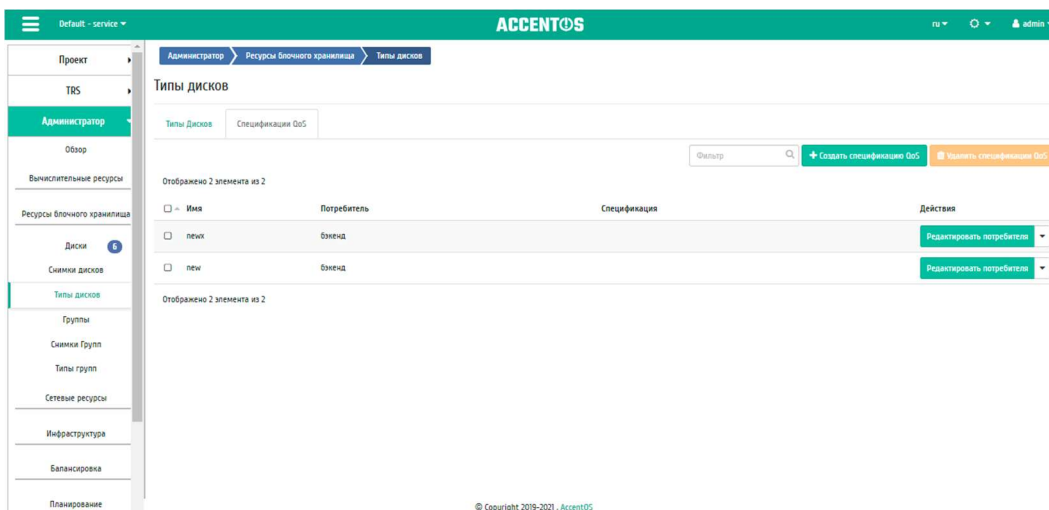 Default - service
ACCENTOS
ru
admin
Проект
TRS
Администратор
Обзор
Вычислительные ресурсы
Ресурсы блочного хранилища
Диски 6
Снимки дисков
Типы дисков
Группы
Снимки Групп
Типы групп
Сетевые ресурсы
Инфраструктура
Балансировка
Планирование
Администратор Ресурсы блочного хранилища Типы дисков
Типы дисков
Типы Дисков Спецификации QoS
Фильтр + Создать спецификацию QoS Удалить спецификации QoS
Отображено 2 элемента из 2
Имя Потребитель Спецификация Действия
newx бэкенд Редактировать потребителя
new бэкенд Редактировать потребителя
Отображено 2 элемента из 2
© Copyright 2019-2021 . AccentOS